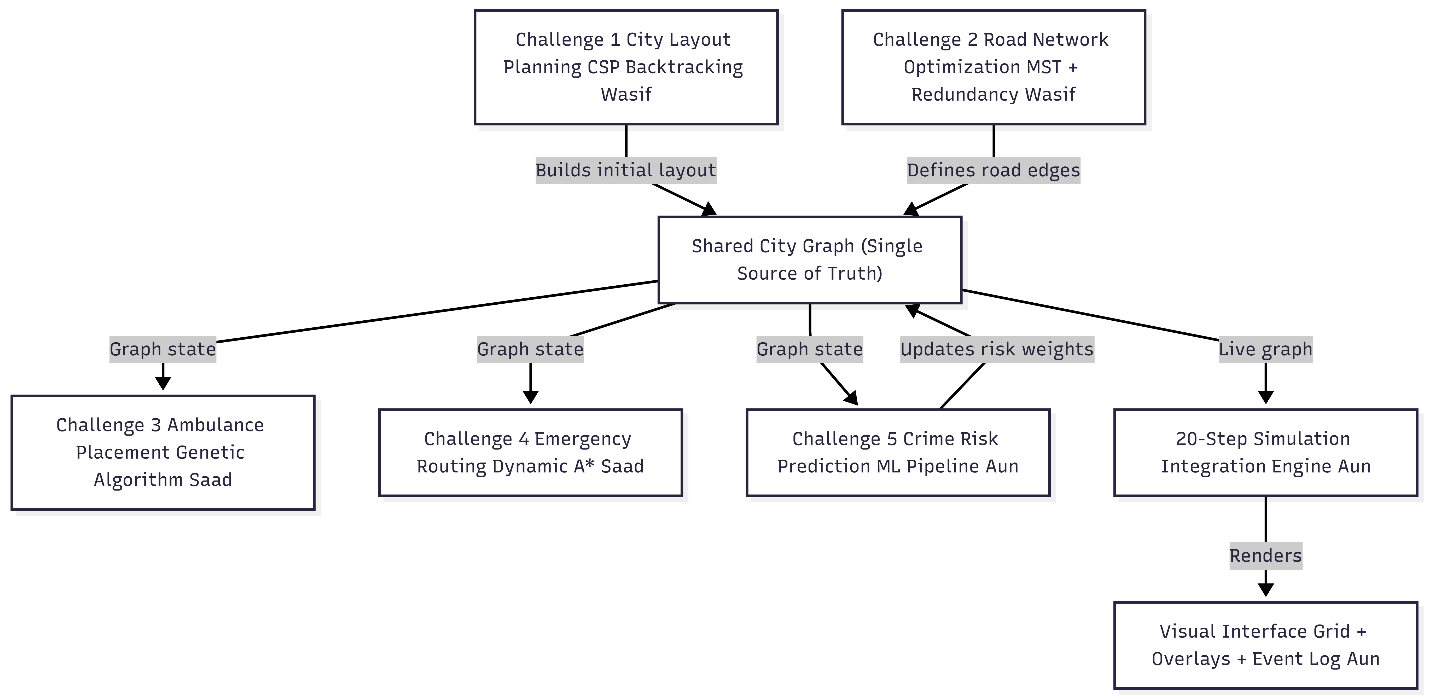 Challenge 1 City Layout
Planning CSP Backtracking
Wasif
Challenge 2 Road Network
Optimization MST +
Redundancy Wasif
Builds initial layout
Defines road edges
Shared City Graph (Single
Source of Truth)
Graph state
Graph state
Graph state
Updates risk weights
Live graph
Challenge 3 Ambulance
Placement Genetic
Algorithm Saad
Challenge 4 Emergency
Routing Dynamic A* Saad
Challenge 5 Crime Risk
Prediction ML Pipeline Aun
20-Step Simulation
Integration Engine Aun
Renders
Visual Interface Grid +
Overlays + Event Log Aun